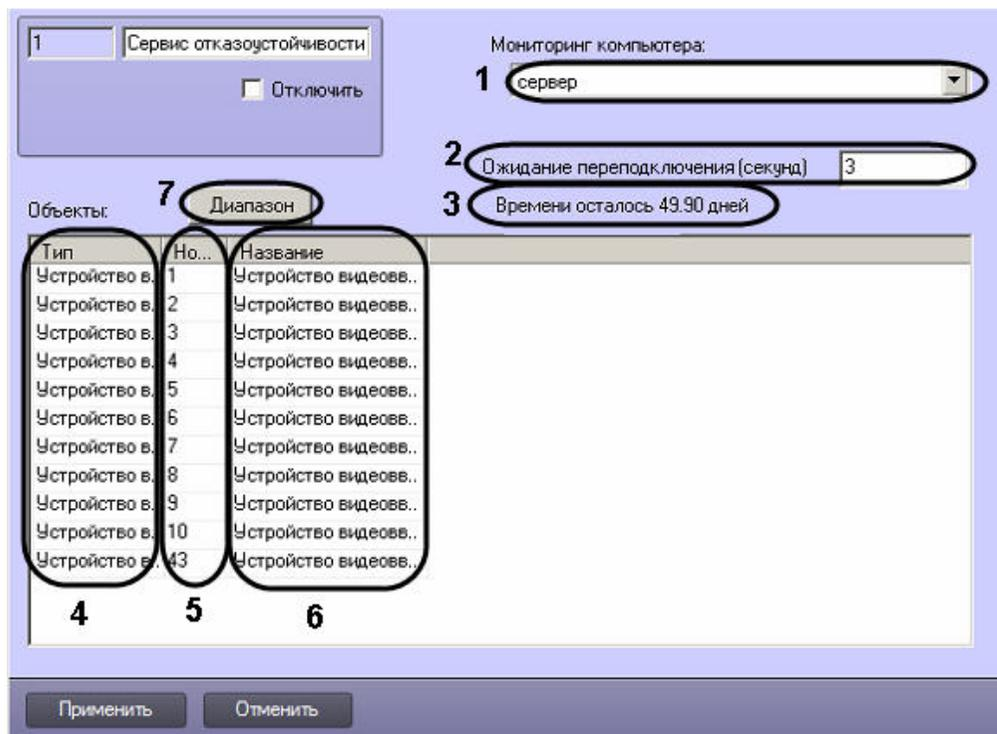 1 Сервис отказоустойчивости
Отключить
Мониторинг компьютера:
1 сервер
2 Ожидание переподключения (секунд) 3
3 Времени осталось 49.90 дней
Объекты: 7 Диапазон
Тип Но... Название
Устройство в. 1 Устройство видеовв..
Устройство в. 2 Устройство видеовв..
Устройство в. 3 Устройство видеовв..
Устройство в. 4 Устройство видеовв..
Устройство в. 5 Устройство видеовв..
Устройство в. 6 Устройство видеовв..
Устройство в. 7 Устройство видеовв..
Устройство в. 8 Устройство видеовв..
Устройство в. 9 Устройство видеовв..
Устройство в. 10 Устройство видеовв..
Устройство в. 43 Устройство видеовв..
4 5 6
Применить Отменить